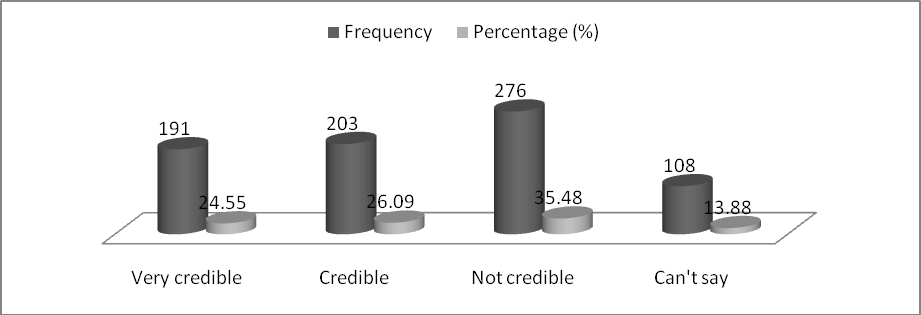 Frequency Percentage (%)
276
191 203
108
24.55 26.09 35.48 13.88
Very credible Credible Not credible Can't say